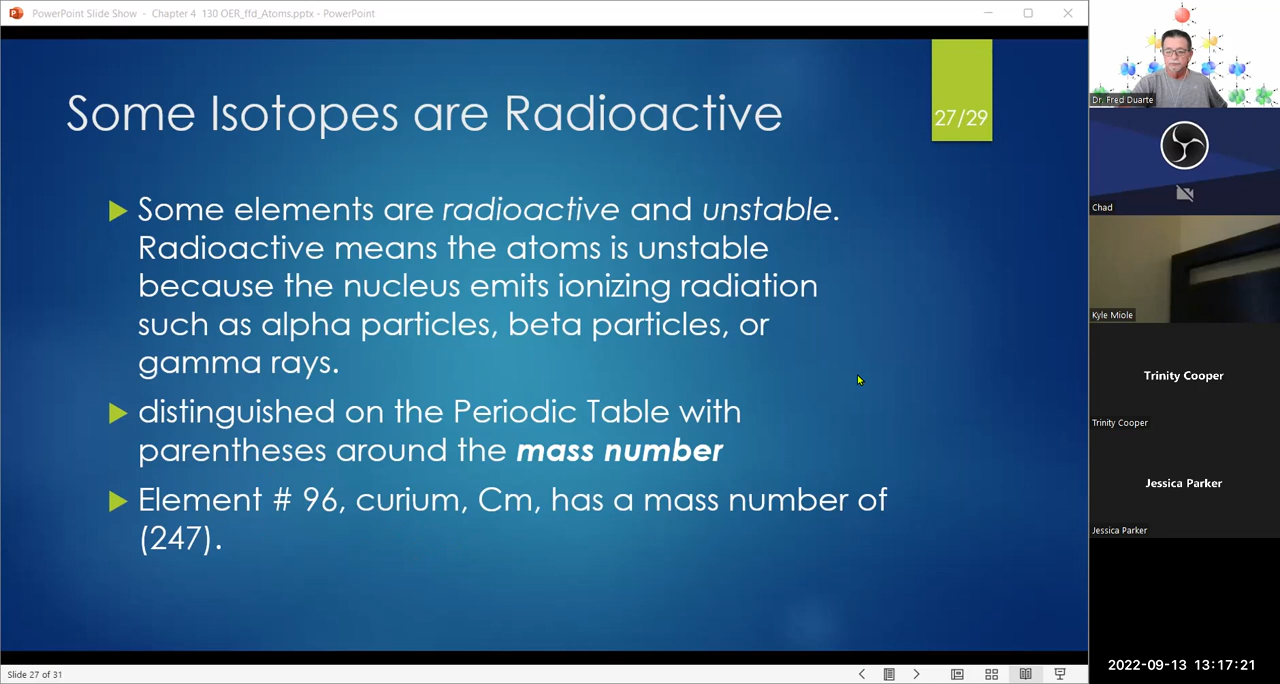 PowerPoint Slide Show - Chapter 4 130 OER_ffd_Atoms.pptx - PowerPoint
Some Isotopes are Radioactive
27/29
Some elements are radioactive and unstable.
Radioactive means the atoms is unstable
because the nucleus emits ionizing radiation
such as alpha particles, beta particles, or
gamma rays.
distinguished on the Periodic Table with
parentheses around the mass number
Element # 96, curium, Cm, has a mass number of
(247).
Slide 27 of 31
Dr. Fred Duarte
Chad
Kyle Miole
Trinity Cooper
Trinity Cooper
Jessica Parker
Jessica Parker
2022-09-13 13:17:21